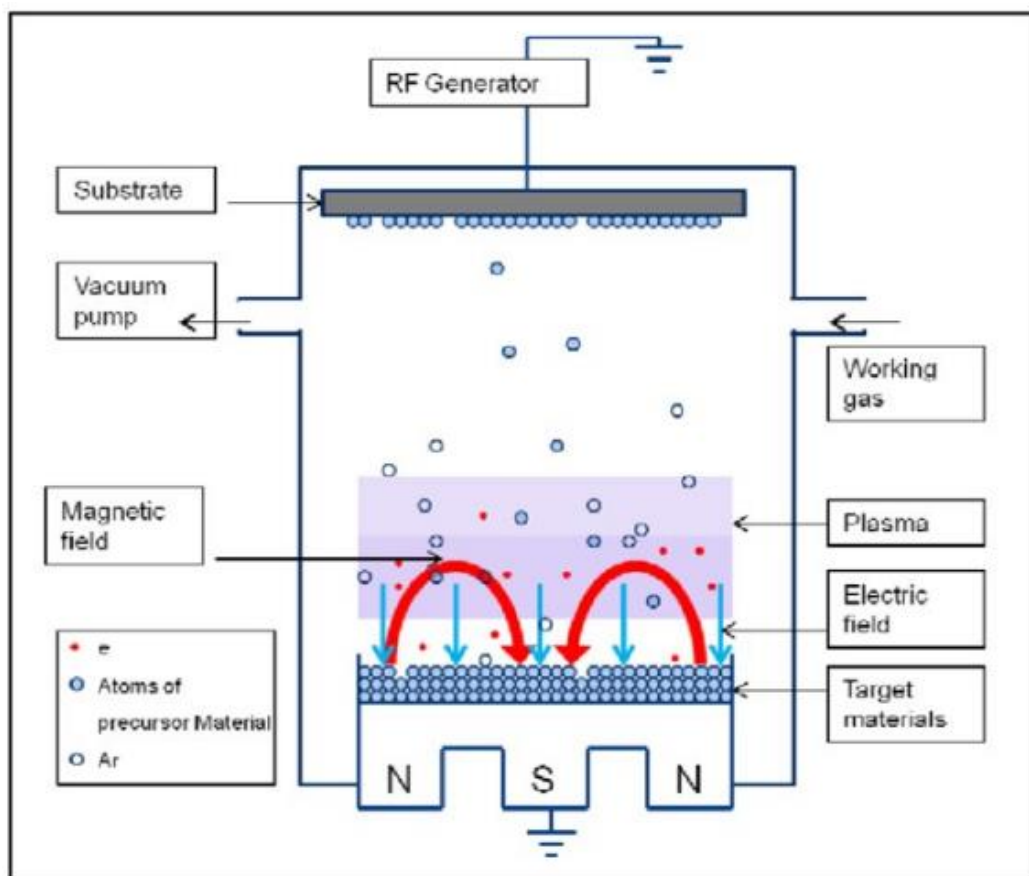 RF Generator
Substrate
Vacuum
pump
Working
gas
Magnetic
field
Plasma
Electric
field
e
Atoms of
precursor Material
Ar
Target
materials
N
S
N